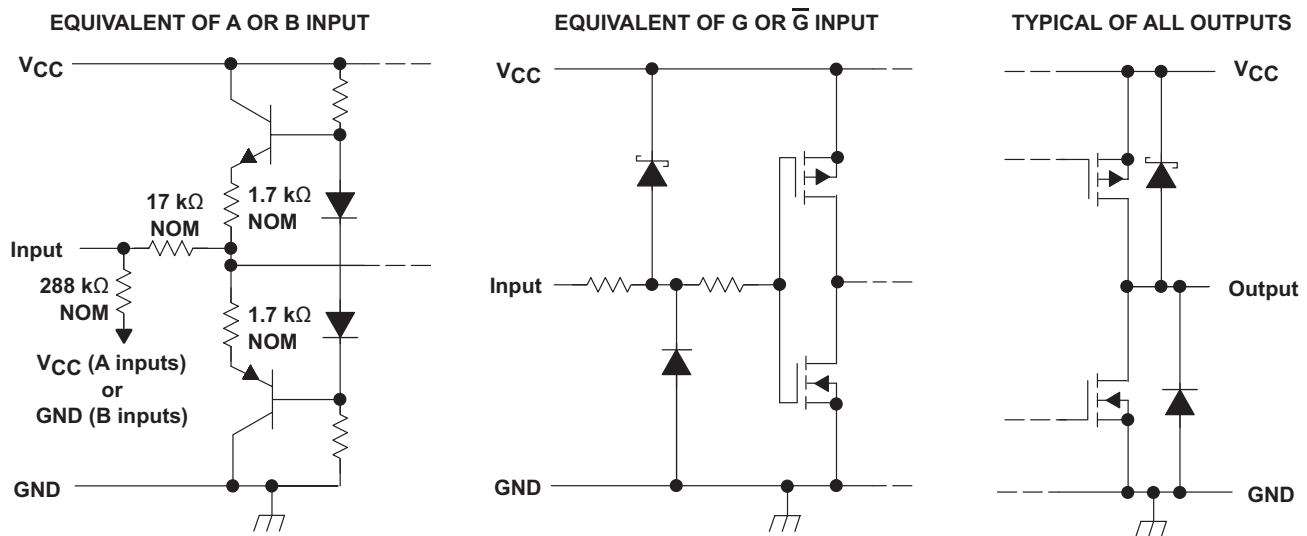 EQUIVALENT OF A OR B INPUT
VCC
17 kΩ
NOM
1.7 kΩ
NOM
Input
288 kΩ
NOM
1.7 kΩ
NOM
VCC (A inputs)
or
GND (B inputs)
GND
EQUIVALENT OF G OR G̅ INPUT
VCC
Input
TYPICAL OF ALL OUTPUTS
VCC
Output
GND